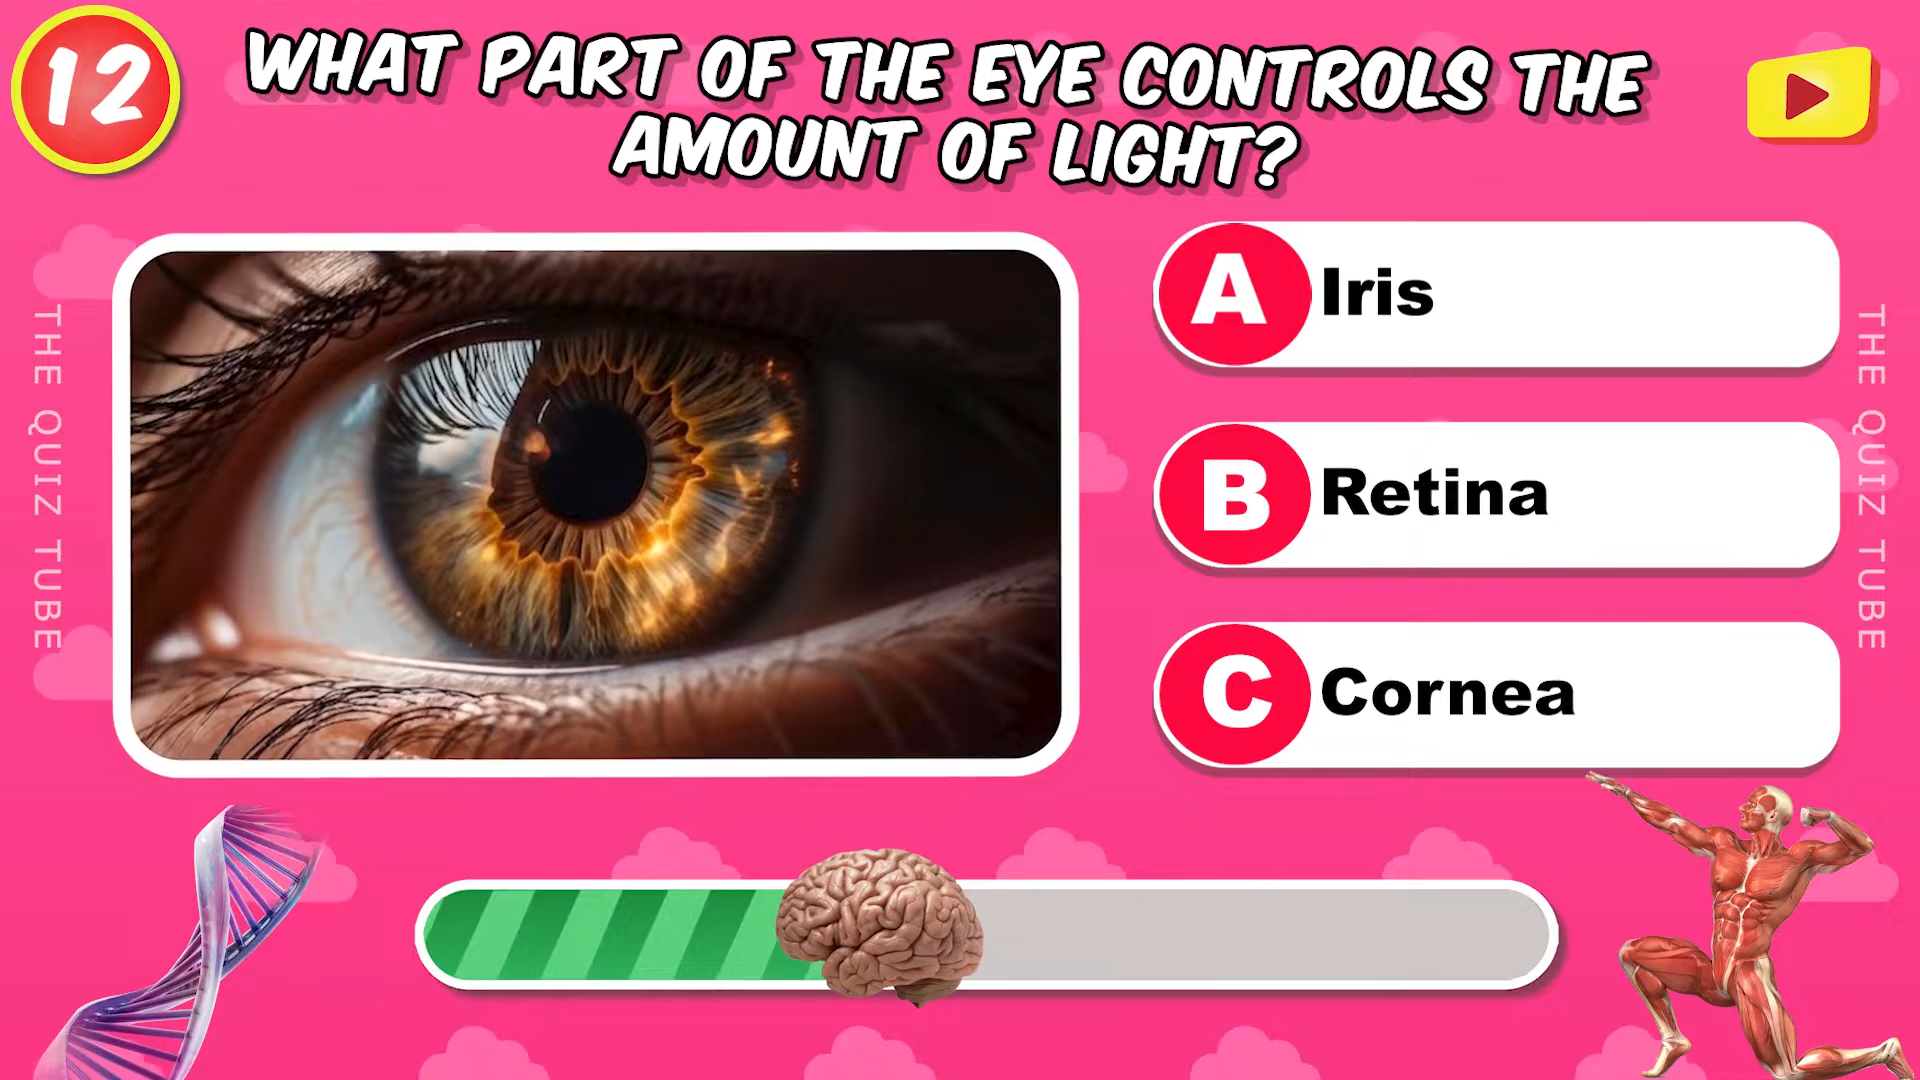 12
WHAT PART OF THE EYE CONTROLS THE
AMOUNT OF LIGHT?
THE QUIZ TUBE
A Iris
B Retina
C Cornea
THE QUIZ TUBE